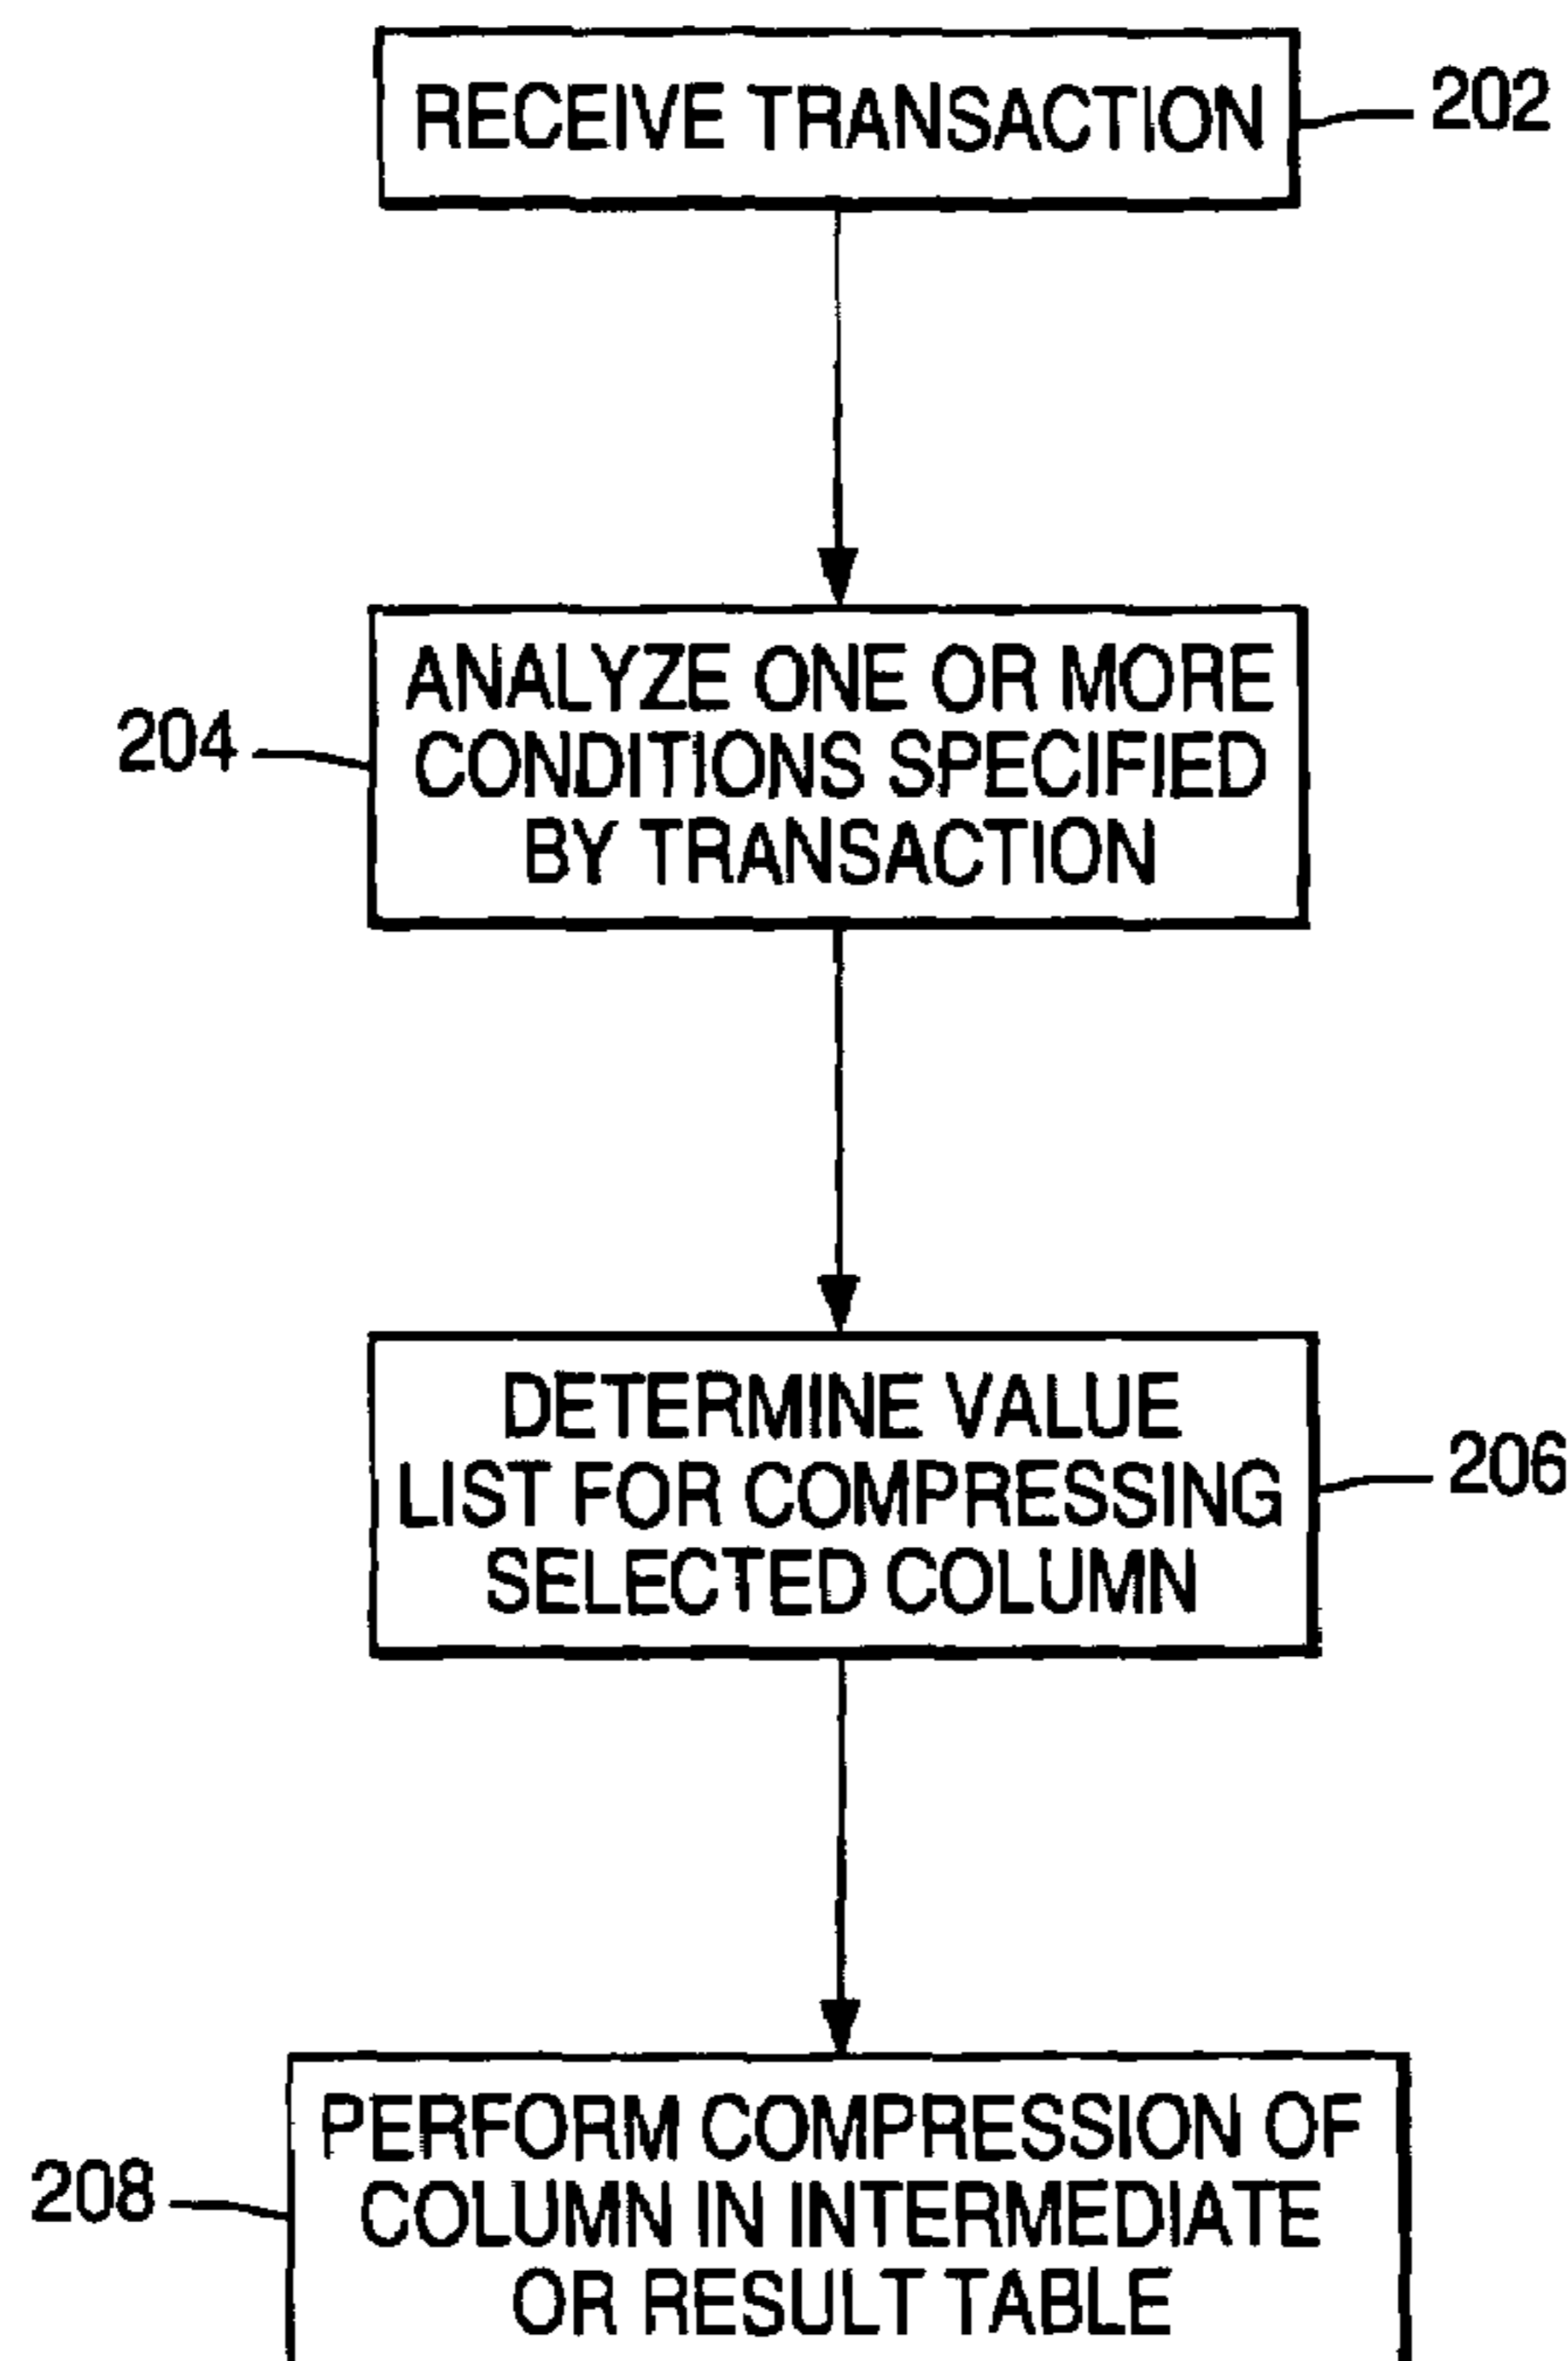 RECEIVE TRANSACTION
202
ANALYZE ONE OR MORE
CONDITIONS SPECIFIED
BY TRANSACTION
204
DETERMINE VALUE
LIST FOR COMPRESSING
SELECTED COLUMN
206
PERFORM COMPRESSION OF
COLUMN IN INTERMEDIATE
OR RESULT TABLE
208